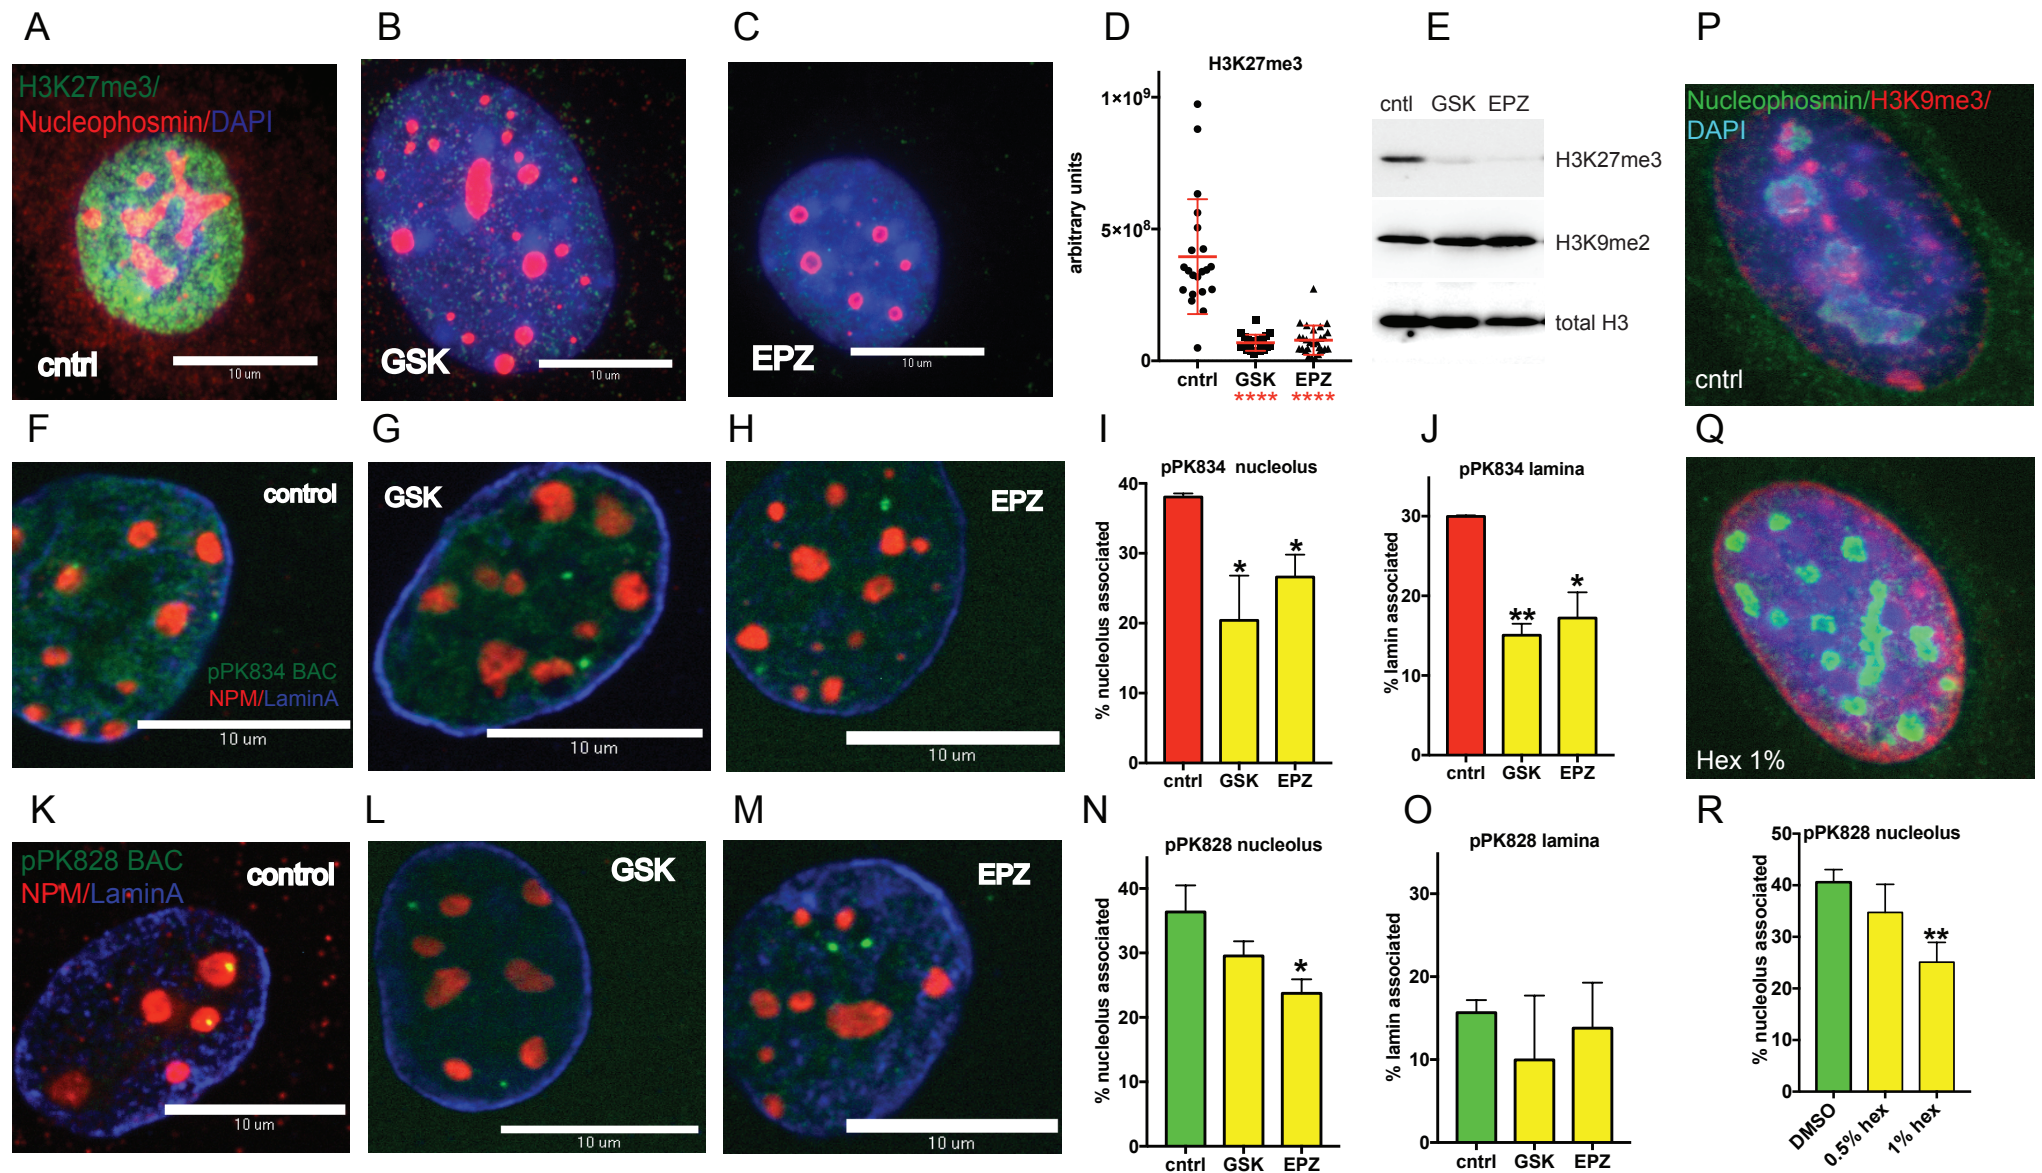 A
H3K27me3/
Nucleophosmin/DAPI
cntrl
10 um
B
GSK
10 um
C
EPZ
10 um
D
H3K27me3
arbitrary units
1×10⁹
5×10⁸
0
cntrl GSK EPZ
**** ****
E
cntl GSK EPZ
H3K27me3
H3K9me2
total H3
P
Nucleophosmin/H3K9me3/
DAPI
cntrl
F
control
pPK834 BAC
NPM/LaminA
10 um
G
GSK
10 um
H
EPZ
10 um
I
pPK834 nucleolus
% nucleolus associated
40
30
20
10
0
* *
cntrl GSK EPZ
J
pPK834 lamina
% lamin associated
30
20
10
0
** *
cntrl GSK EPZ
Q
Hex 1%
K
pPK828 BAC
NPM/LaminA
control
10 um
L
GSK
10 um
M
EPZ
10 um
N
pPK828 nucleolus
% nucleolus associated
40
30
20
10
0
*
cntrl GSK EPZ
O
pPK828 lamina
% lamin associated
30
20
10
0
cntrl GSK EPZ
R
pPK828 nucleolus
% nucleolus associated
50
40
30
20
10
0
**
DMSO 0.5% hex 1% hex